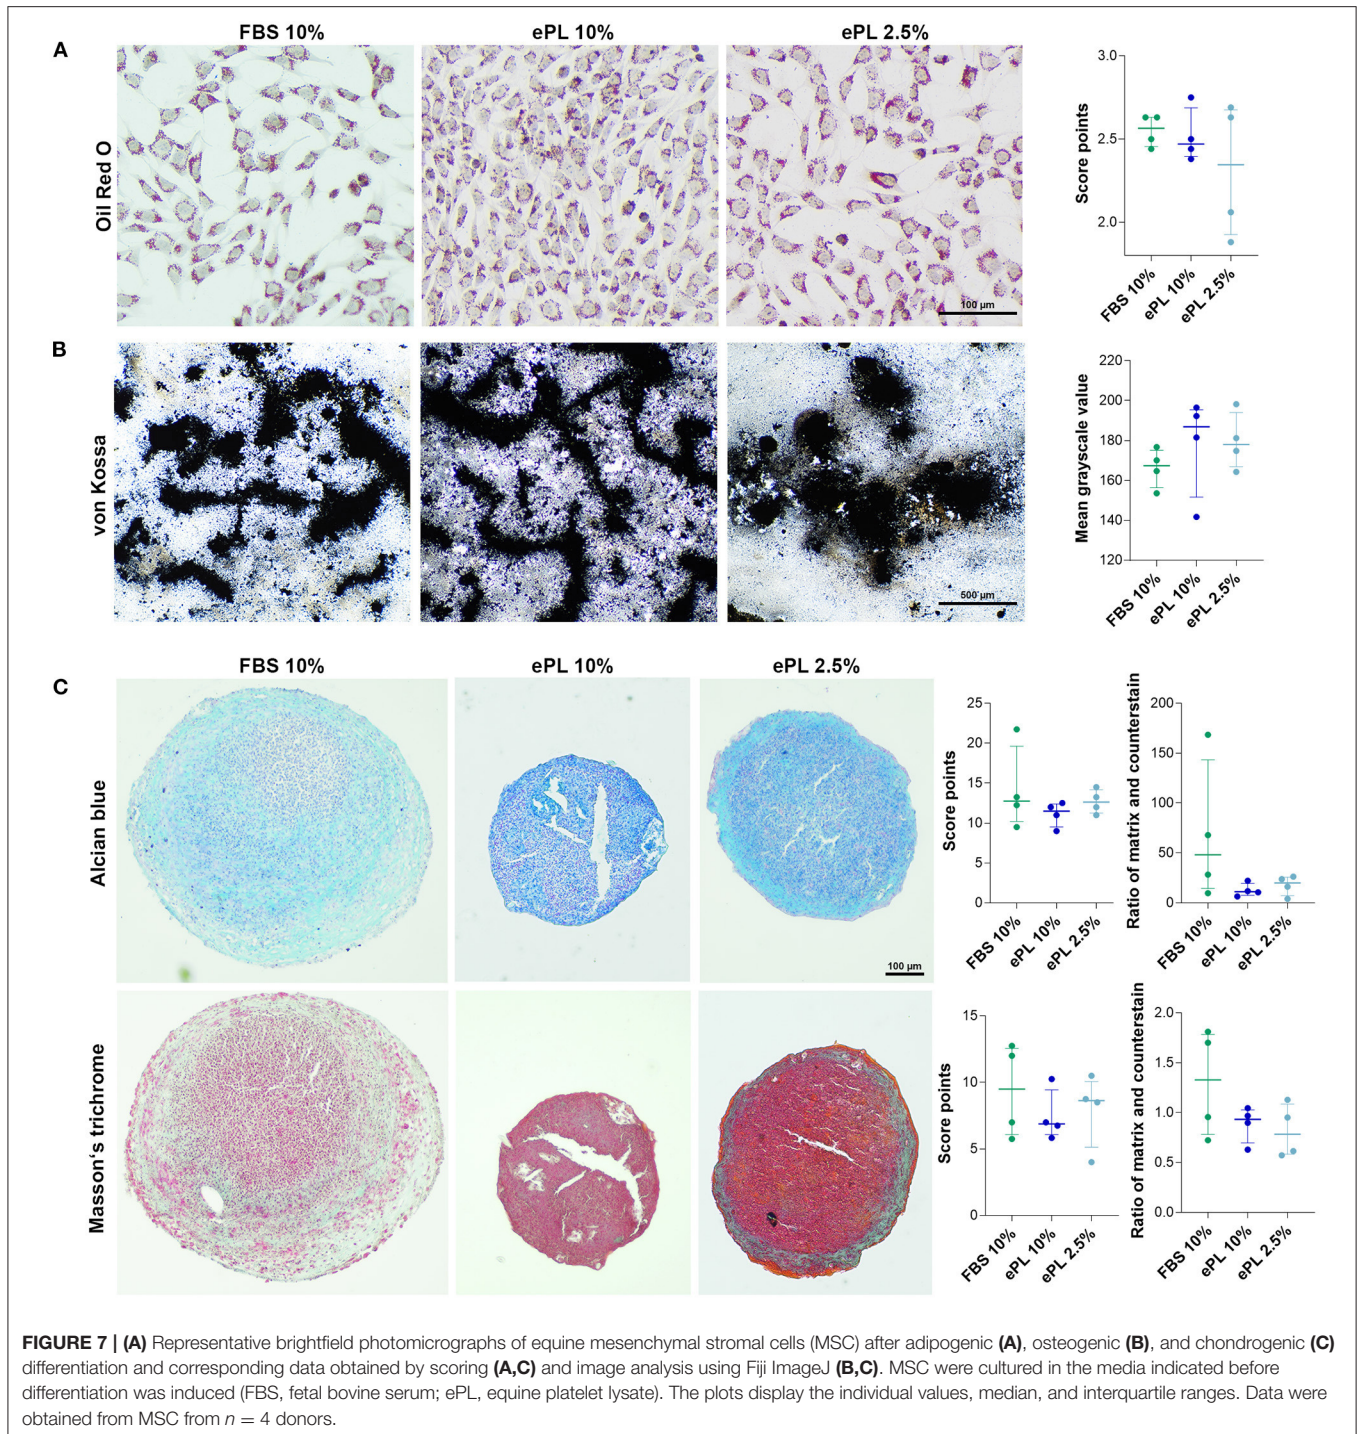 FBS 10%
ePL 10%
ePL 2.5%
A
Oil Red O
100 µm
Score points
3.0
2.5
2.0
FBS 10%
ePL 10%
ePL 2.5%
B
von Kossa
500 µm
Mean grayscale value
220
200
180
160
140
120
FBS 10%
ePL 10%
ePL 2.5%
FBS 10%
ePL 10%
ePL 2.5%
C
Alcian blue
100 µm
Score points
25
20
15
10
5
0
FBS 10%
ePL 10%
ePL 2.5%
Ratio of matrix and counterstain
200
150
100
50
0
FBS 10%
ePL 10%
ePL 2.5%
Masson's trichrome
Score points
15
10
5
0
FBS 10%
ePL 10%
ePL 2.5%
Ratio of matrix and counterstain
2.0
1.5
1.0
0.5
0.0
FBS 10%
ePL 10%
ePL 2.5%
FIGURE 7 | (A) Representative brightfield photomicrographs of equine mesenchymal stromal cells (MSC) after adipogenic (A), osteogenic (B), and chondrogenic (C)
differentiation and corresponding data obtained by scoring (A,C) and image analysis using Fiji ImageJ (B,C). MSC were cultured in the media indicated before
differentiation was induced (FBS, fetal bovine serum; ePL, equine platelet lysate). The plots display the individual values, median, and interquartile ranges. Data were
obtained from MSC from n = 4 donors.